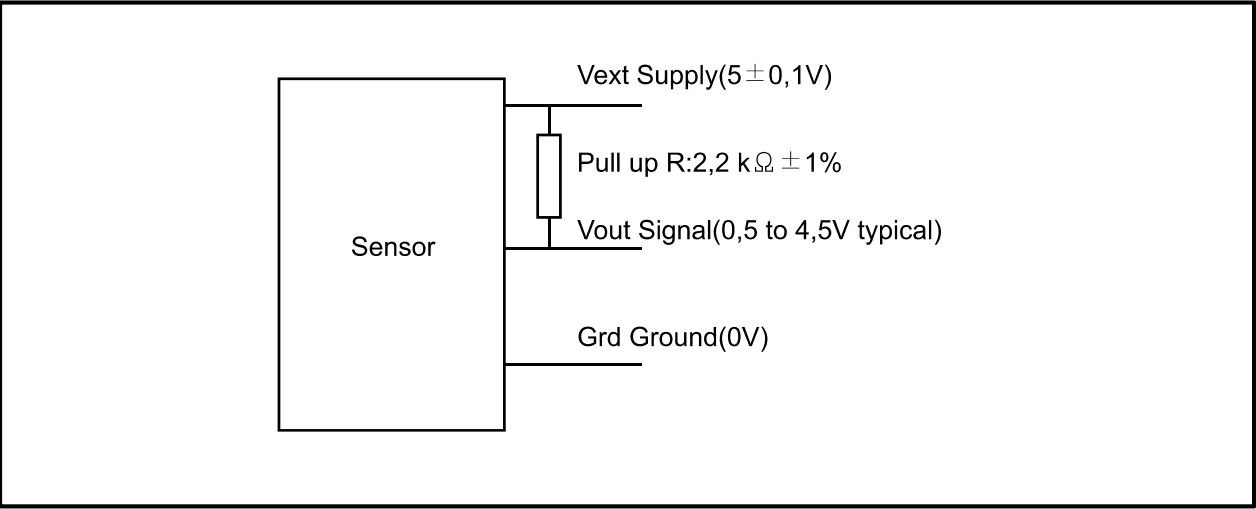 Vext Supply(5±0,1V)
Pull up R:2,2 kΩ ±1%
Vout Signal(0,5 to 4,5V typical)
Sensor
Grd Ground(0V)